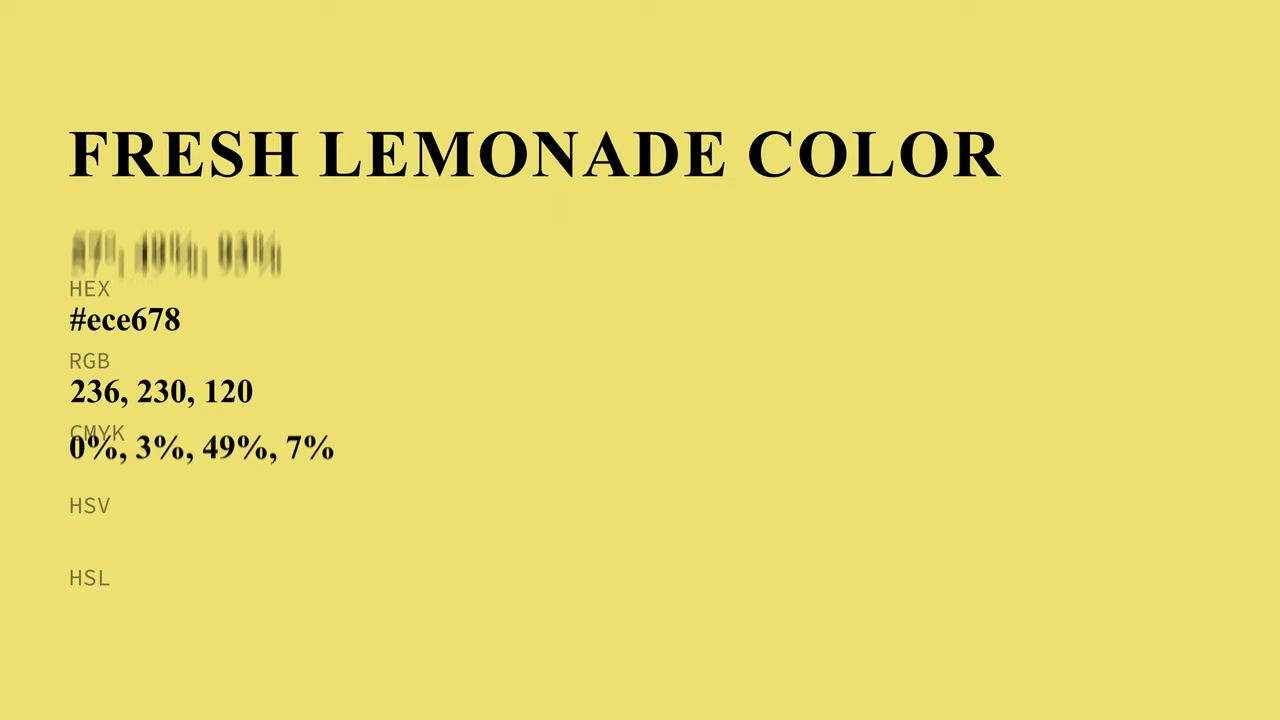 FRESH LEMONADE COLOR
HEX
#ece678
RGB
236, 230, 120
CMYK
0%, 3%, 49%, 7%
HSV
HSL